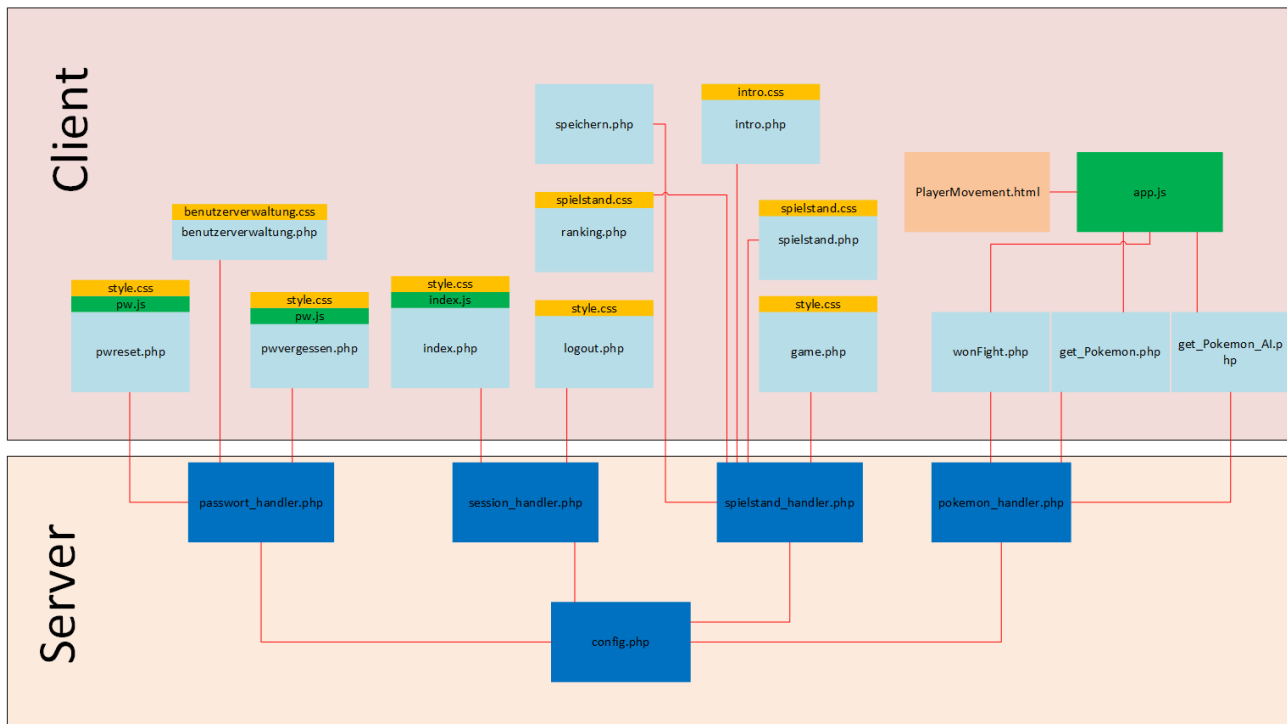 Client
intro.css
speichern.php
intro.php
PlayerMovement.html
app.js
benutzerverwaltung.css
benutzerverwaltung.php
spielstand.css
ranking.php
spielstand.css
spielstand.php
style.css
pw.js
pwreset.php
style.css
pw.js
pwvergessen.php
style.css
index.js
index.php
style.css
logout.php
style.css
game.php
wonFight.php
get_Pokemon.php
get_Pokemon_AI.p
hp
Server
passwort_handler.php
session_handler.php
spielstand_handler.php
pokemon_handler.php
config.php